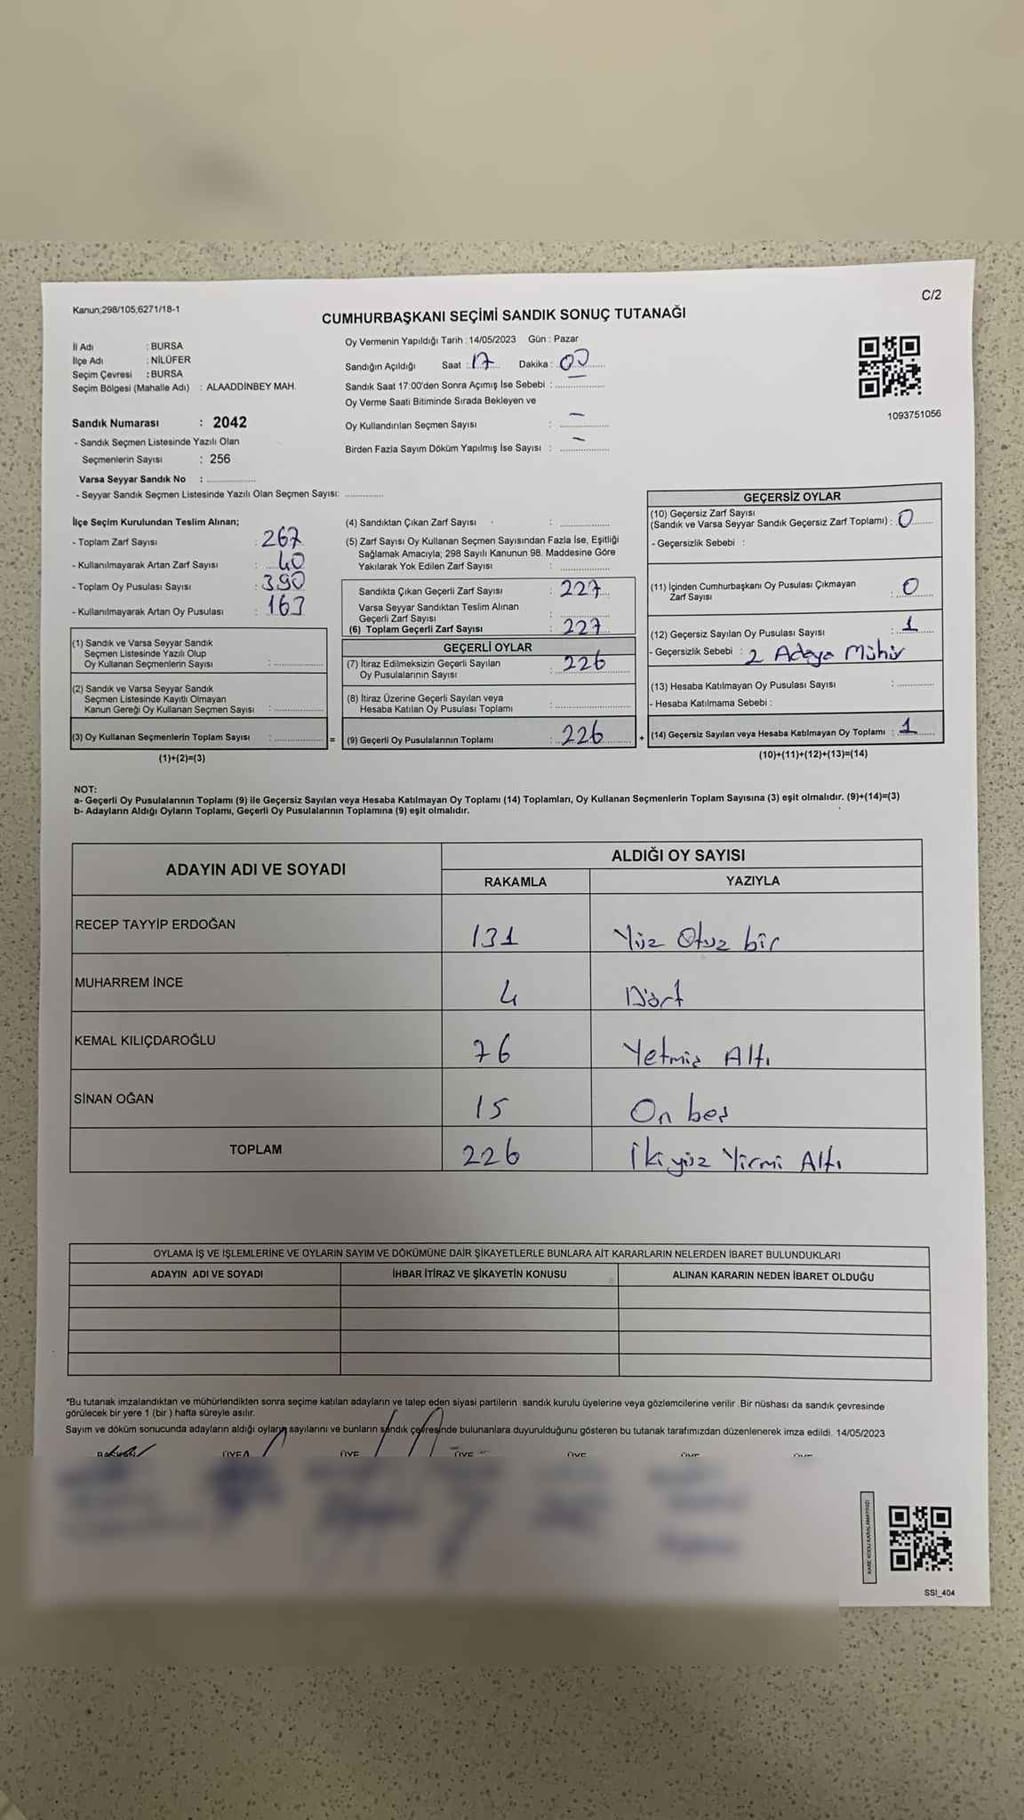 Kanun;298/105;6271/18-1
C/2
CUMHURBAŞKANI SEÇİMİ SANDIK SONUÇ TUTANAĞI
İl Adı : BURSA
İlçe Adı : NİLÜFER
Seçim Çevresi : BURSA
Seçim Bölgesi (Mahalle Adı) : ALAADDİNBEY MAH.
Sandık Numarası : 2042
- Sandık Seçmen Listesinde Yazılı Olan
Seçmenlerin Sayısı : 256
Varsa Seyyar Sandık No :
- Seyyar Sandık Seçmen Listesinde Yazılı Olan Seçmen Sayısı:
Oy Vermenin Yapıldığı Tarih : 14/05/2023 Gün : Pazar
Sandığın Açıldığı Saat : 17 Dakika : 00
Sandık Saat 17:00'den Sonra Açımış İse Sebebi : –
Oy Verme Saati Bitiminde Sırada Bekleyen ve
Oy Kullandırılan Seçmen Sayısı : –
Birden Fazla Sayım Döküm Yapılmış İse Sayısı : –
1093751056
İlçe Seçim Kurulundan Teslim Alınan;
- Toplam Zarf Sayısı : 267
- Kullanılmayarak Artan Zarf Sayısı : 40
- Toplam Oy Pusulası Sayısı : 390
- Kullanılmayarak Artan Oy Pusulası : 163
(1) Sandık ve Varsa Seyyar Sandık
Seçmen Listesinde Yazılı Olup
Oy Kullanan Seçmenlerin Sayısı :
(2) Sandık ve Varsa Seyyar Sandık
Seçmen Listesinde Kayıtlı Olmayan
Kanun Gereği Oy Kullanan Seçmen Sayısı :
(3) Oy Kullanan Seçmenlerin Toplam Sayısı : =
(1)+(2)=(3)
(4) Sandıktan Çıkan Zarf Sayısı :
(5) Zarf Sayısı Oy Kullanan Seçmen Sayısından Fazla İse, Eşitliği
Sağlamak Amacıyla; 298 Sayılı Kanunun 98. Maddesine Göre
Yakılarak Yok Edilen Zarf Sayısı :
Sandıkta Çıkan Geçerli Zarf Sayısı : 227
Varsa Seyyar Sandıktan Teslim Alınan
Geçerli Zarf Sayısı :
(6) Toplam Geçerli Zarf Sayısı : 227
GEÇERLİ OYLAR
(7) İtiraz Edilmeksizin Geçerli Sayılan : 226
Oy Pusulalarının Sayısı
(8) İtiraz Üzerine Geçerli Sayılan veya
Hesaba Katılan Oy Pusulası Toplamı :
(9) Geçerli Oy Pusulalarının Toplamı : 226 +
GEÇERSİZ OYLAR
(10) Geçersiz Zarf Sayısı
(Sandık ve Varsa Seyyar Sandık Geçersiz Zarf Toplamı) : 0
- Geçersizlik Sebebi :
(11) İçinden Cumhurbaşkanı Oy Pusulası Çıkmayan
Zarf Sayısı : 0
(12) Geçersiz Sayılan Oy Pusulası Sayısı : 1
- Geçersizlik Sebebi : 2 Adaya Mühür
(13) Hesaba Katılmayan Oy Pusulası Sayısı :
- Hesaba Katılmama Sebebi :
(14) Geçersiz Sayılan veya Hesaba Katılmayan Oy Toplamı : 1
(10)+(11)+(12)+(13)=(14)
NOT:
a- Geçerli Oy Pusulalarının Toplamı (9) ile Geçersiz Sayılan veya Hesaba Katılmayan Oy Toplamı (14) Toplamları, Oy Kullanan Seçmenlerin Toplam Sayısına (3) eşit olmalıdır. (9)+(14)=(3)
b- Adayların Aldığı Oyların Toplamı, Geçerli Oy Pusulalarının Toplamına (9) eşit olmalıdır.
ADAYIN ADI VE SOYADI
ALDIĞI OY SAYISI
RAKAMLA YAZIYLA
RECEP TAYYİP ERDOĞAN 131 Yüz Otuz bir
MUHARREM İNCE 4 Dört
KEMAL KILIÇDAROĞLU 76 Yetmiş Altı
SİNAN OĞAN 15 On beş
TOPLAM 226 İkiyüz Yirmi Altı
OYLAMA İŞ VE İŞLEMLERİNE VE OYLARIN SAYIM VE DÖKÜMÜNE DAİR ŞİKAYETLERLE BUNLARA AİT KARARLARIN NELERDEN İBARET BULUNDUKLARI
ADAYIN ADI VE SOYADI İHBAR İTİRAZ VE ŞİKAYETİN KONUSU ALINAN KARARIN NEDEN İBARET OLDUĞU
"Bu tutanak imzalandıktan ve mühürlendikten sonra seçime katılan adayların ve talep eden siyasi partilerin sandık kurulu üyelerine veya gözlemcilerine verilir. Bir nüshası da sandık çevresinde
görülecek bir yere 1 (bir ) hafta süreyle asılır.
Sayım ve döküm sonucunda adayların aldığı oyların sayılarını ve bunların sandık çevresinde bulunanlara duyurulduğunu gösteren bu tutanak tarafımızdan düzenlenerek imza edildi. 14/05/2023
SSI_404